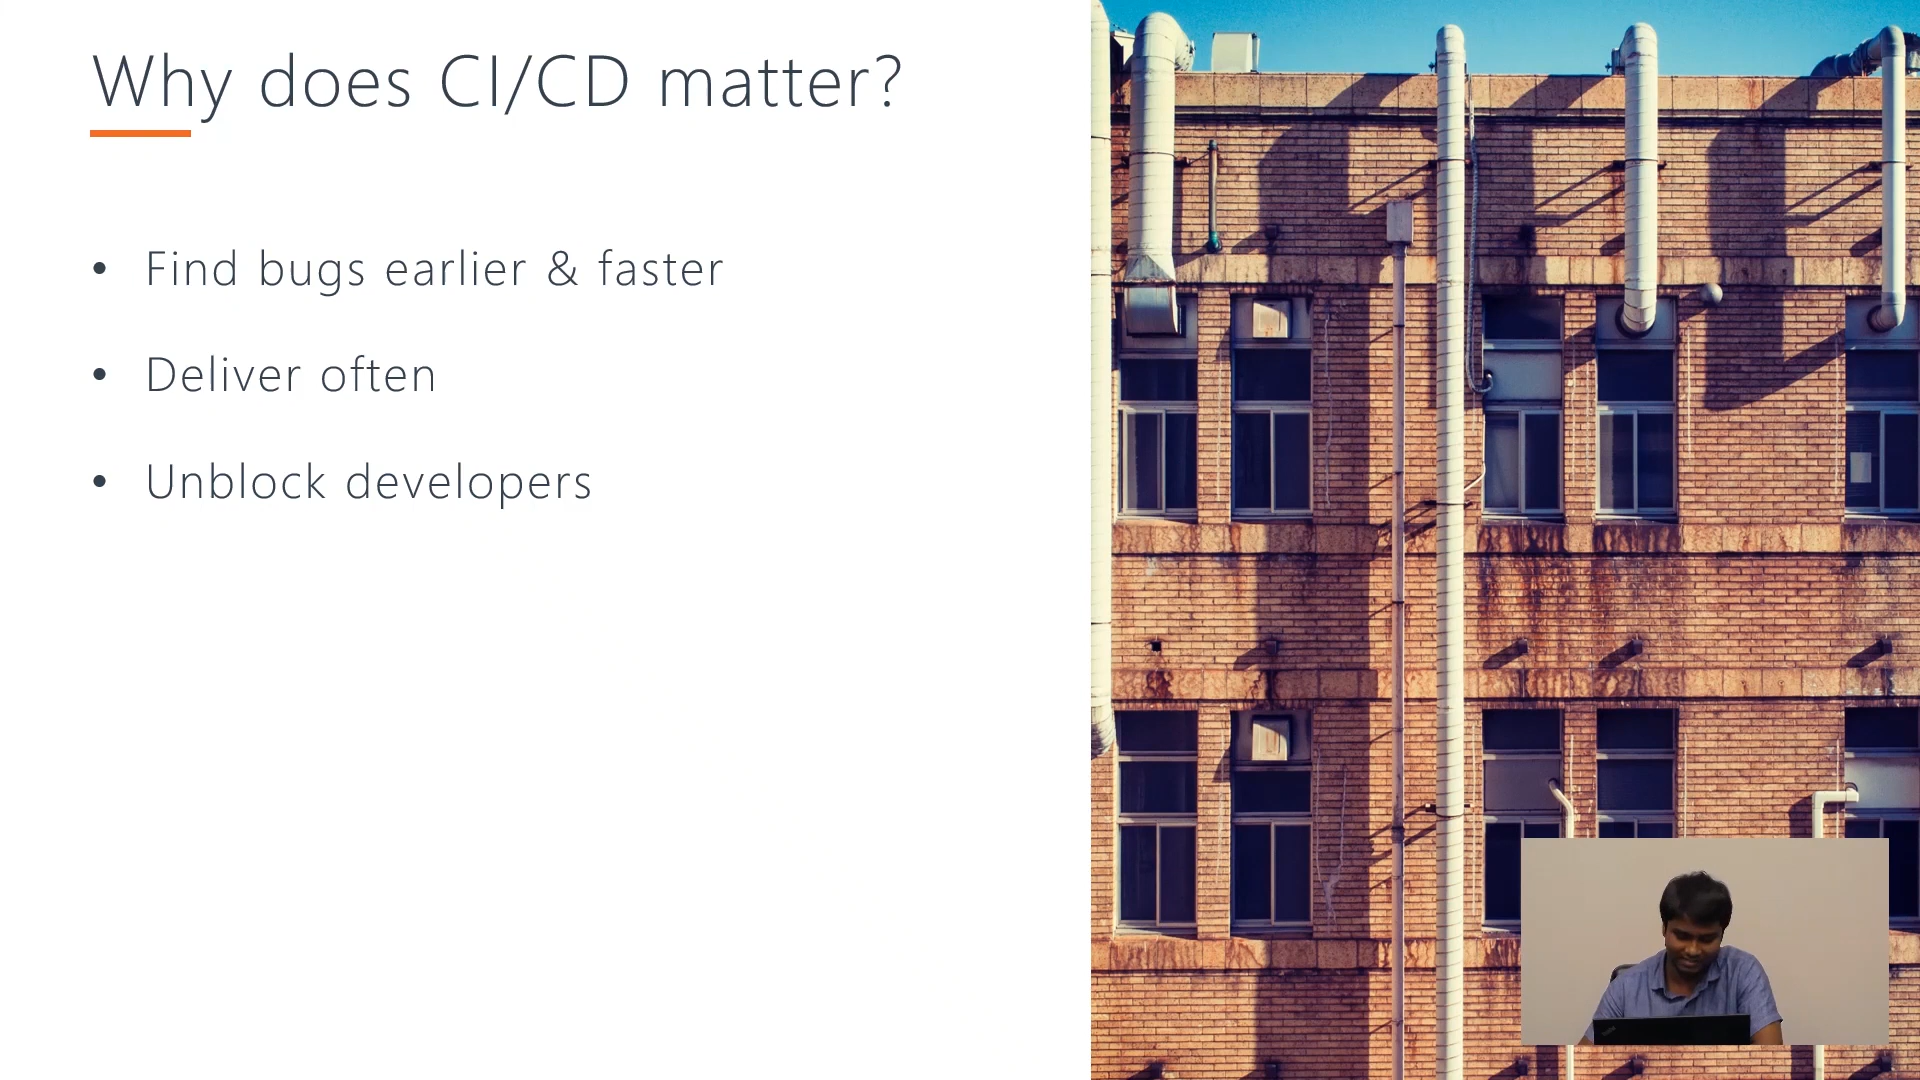 Why does CI/CD matter?
• Find bugs earlier & faster
• Deliver often
• Unblock developers